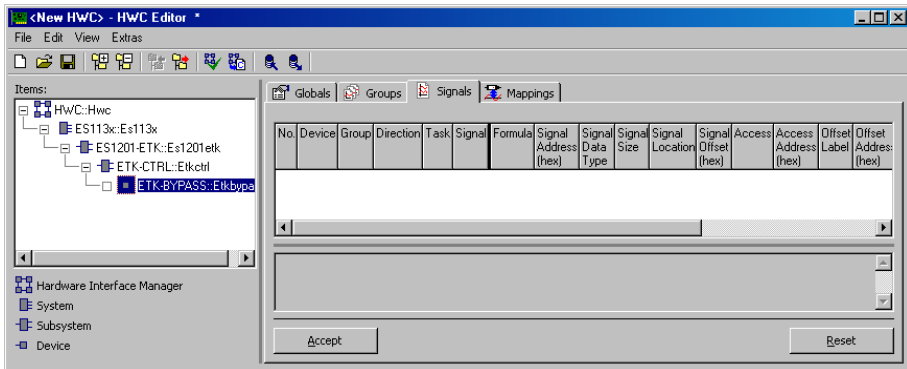 <New HWC> - HWC Editor *
File Edit View Extras
Items:
HWC::Hwc
ES113x::Es113x
ES1201-ETK::Es1201etk
ETK-CTRL::Etkctrl
ETK-BYPASS::Etkbypa
Hardware Interface Manager
System
Subsystem
Device
Globals Groups Signals Mappings
No. Device Group Direction Task Signal Formula Signal Signal Signal Signal Signal Access Access Offset Offset
Address Data Size Location Offset Address Label Address
(hex) Type (hex) (hex) (hex)
Accept Reset